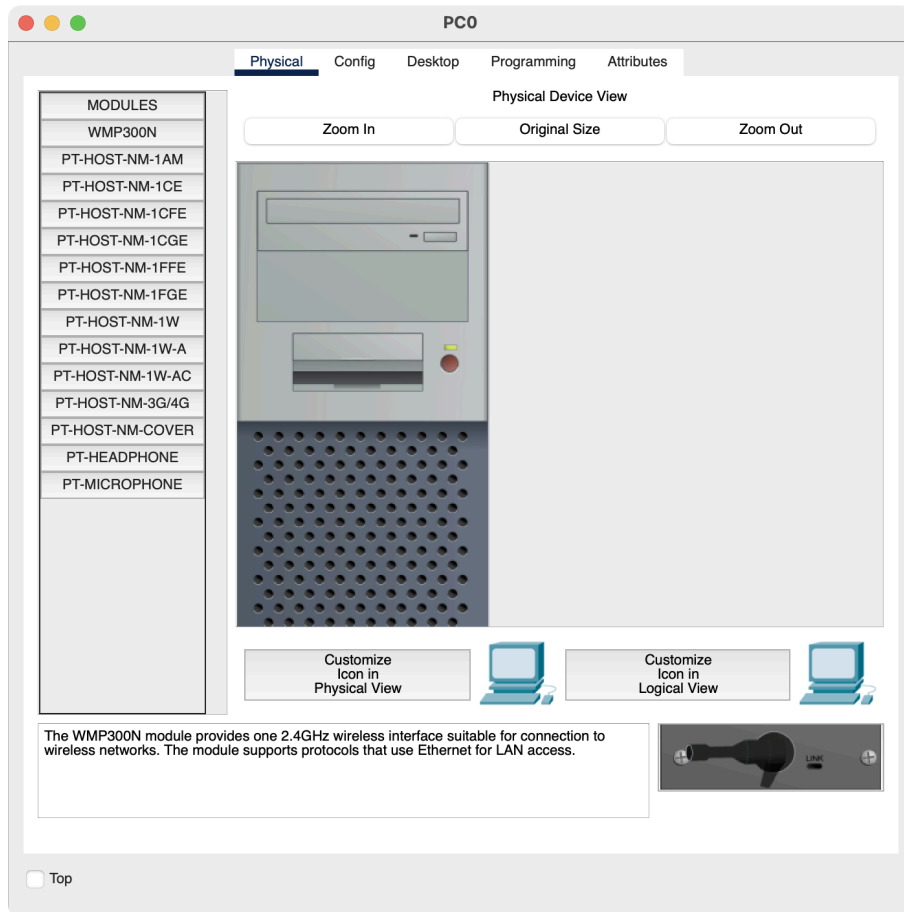 PC0
Physical Config Desktop Programming Attributes
MODULES
WMP300N
PT-HOST-NM-1AM
PT-HOST-NM-1CE
PT-HOST-NM-1CFE
PT-HOST-NM-1CGE
PT-HOST-NM-1FFE
PT-HOST-NM-1FGE
PT-HOST-NM-1W
PT-HOST-NM-1W-A
PT-HOST-NM-1W-AC
PT-HOST-NM-3G/4G
PT-HOST-NM-COVER
PT-HEADPHONE
PT-MICROPHONE
Physical Device View
Zoom In Original Size Zoom Out
Customize
Icon in
Physical View
Customize
Icon in
Logical View
The WMP300N module provides one 2.4GHz wireless interface suitable for connection to
wireless networks. The module supports protocols that use Ethernet for LAN access.
LINK
Top